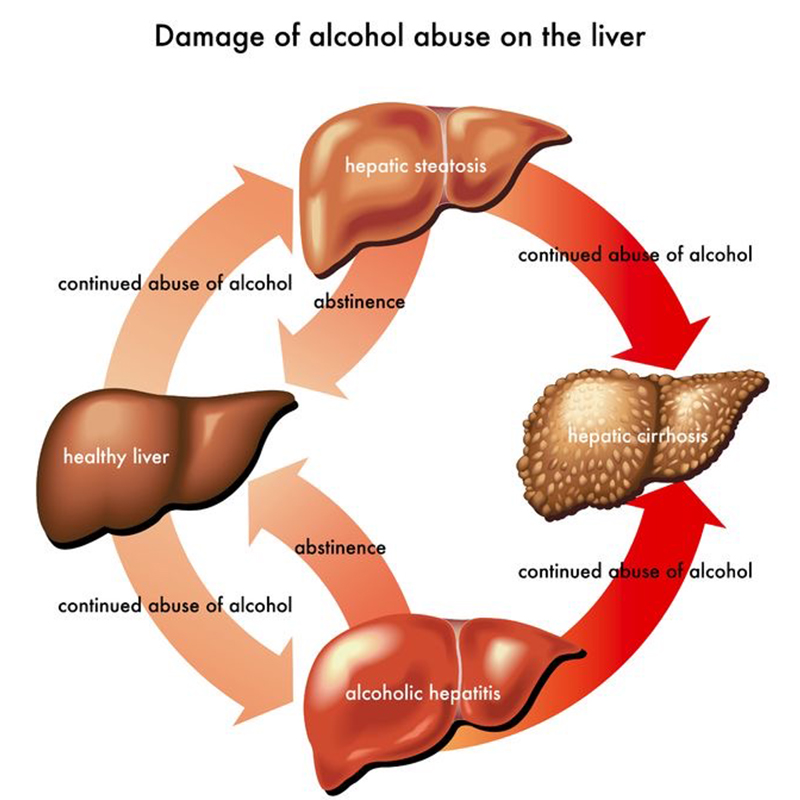 Damage of alcohol abuse on the liver
hepatic steatosis
continued abuse of alcohol
continued abuse of alcohol
abstinence
healthy liver
hepatic cirrhosis
abstinence
continued abuse of alcohol
continued abuse of alcohol
alcoholic hepatitis